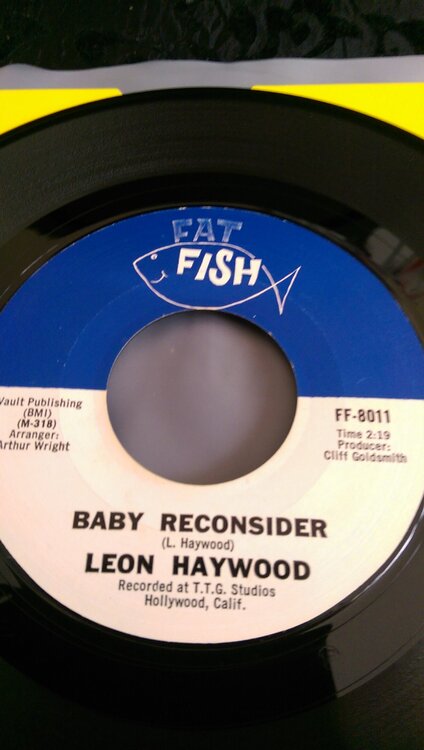 FAT
FISH
Vault Publishing
(BMI)
(M-318)
Arranger:
Arthur Wright
FF-8011
Time 2:19
Producer:
Cliff Goldsmith
BABY RECONSIDER
(L. Haywood)
LEON HAYWOOD
Recorded at T.T.G. Studios
Hollywood, Calif.